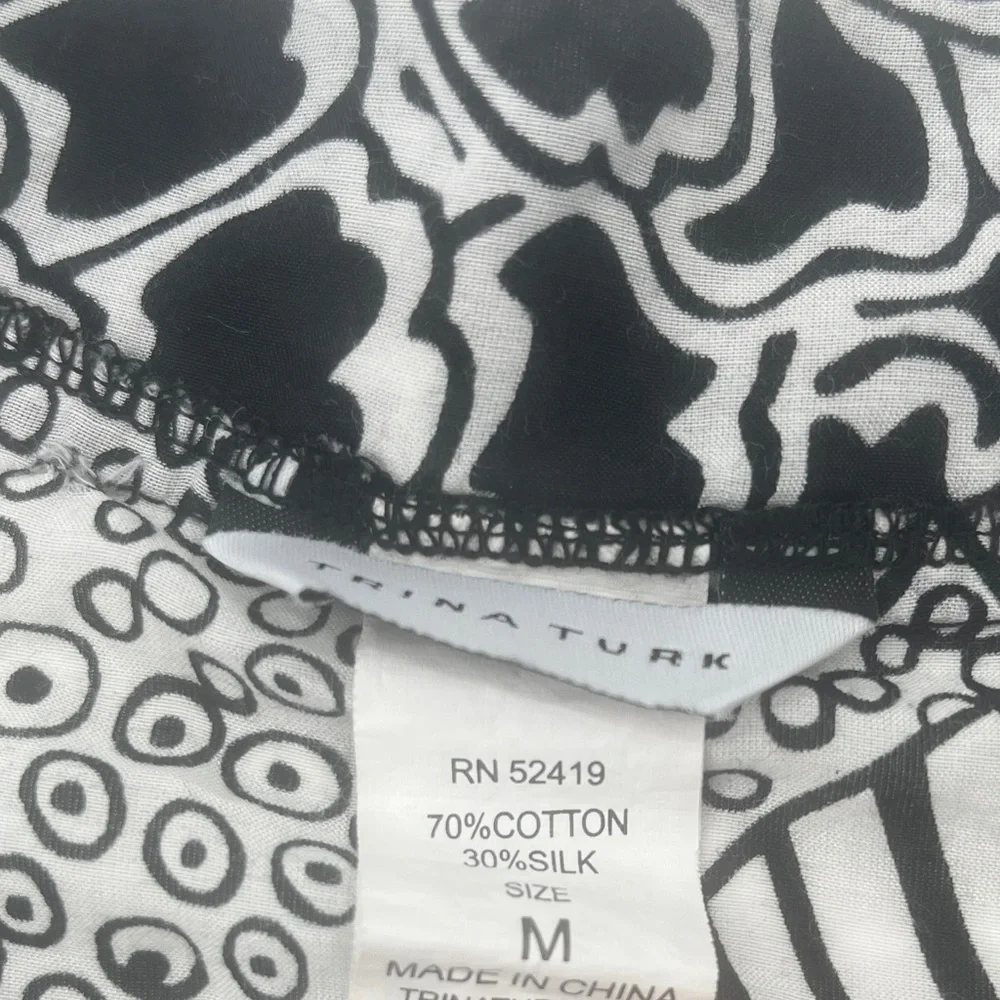 TRINA TURK
RN 52419
70%COTTON
30%SILK
SIZE
M
MADE IN CHINA